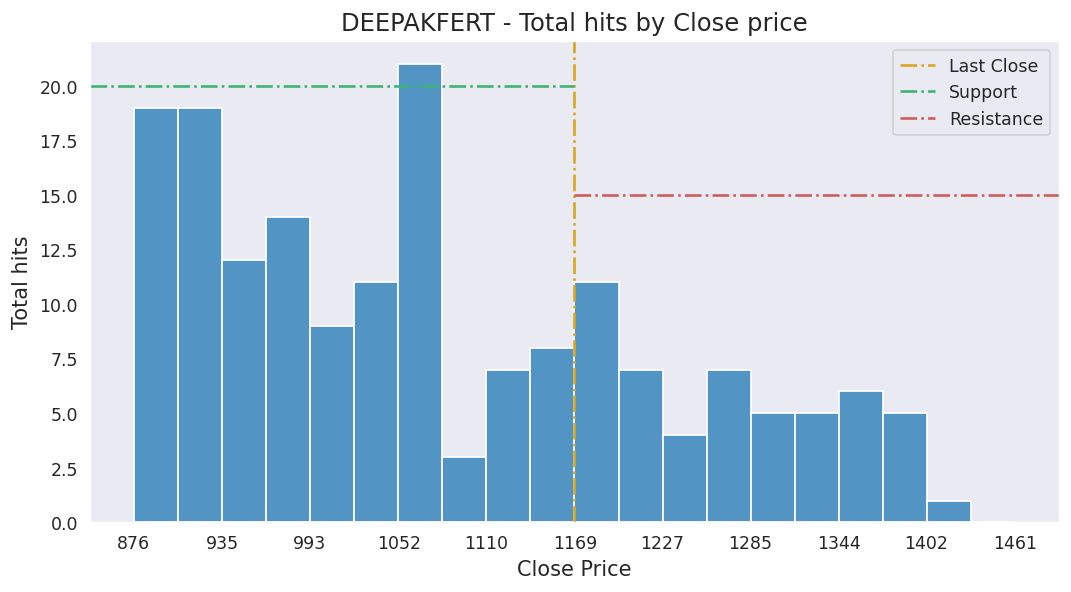 DEEPAKFERT - Total hits by Close price
Last Close
Support
Resistance
Total hits
20.0
17.5
15.0
12.5
10.0
7.5
5.0
2.5
0.0
876 935 993 1052 1110 1169 1227 1285 1344 1402 1461
Close Price